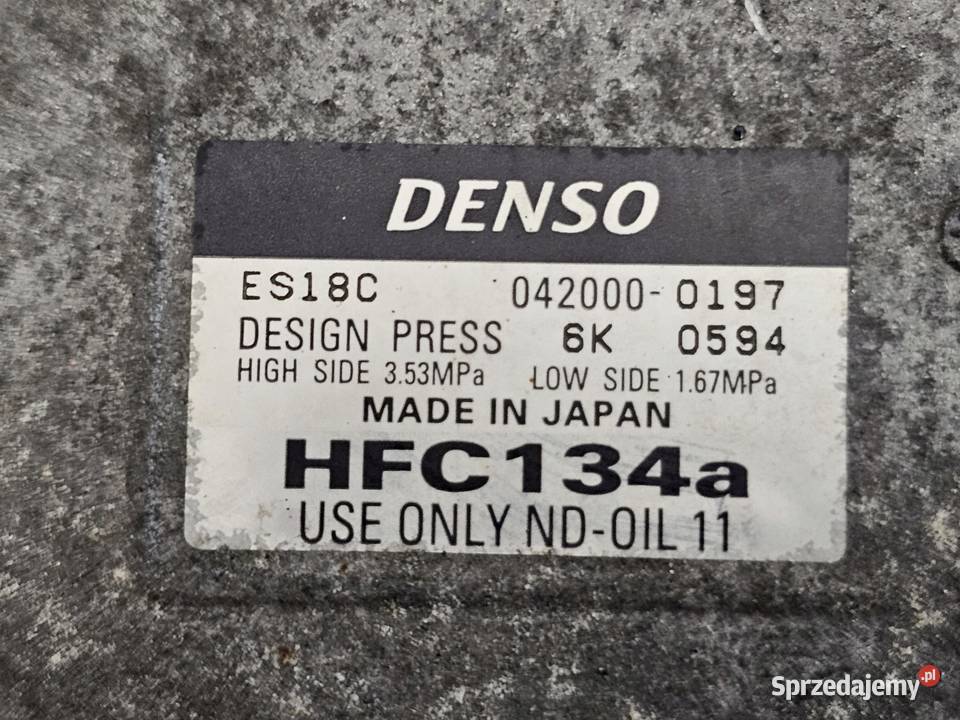 DENSO
ES18C 042000-0197
DESIGN PRESS 6K 0594
HIGH SIDE 3.53MPa LOW SIDE 1.67MPa
MADE IN JAPAN
HFC134a
USE ONLY ND-OIL 11
Sprzedajemy.pl